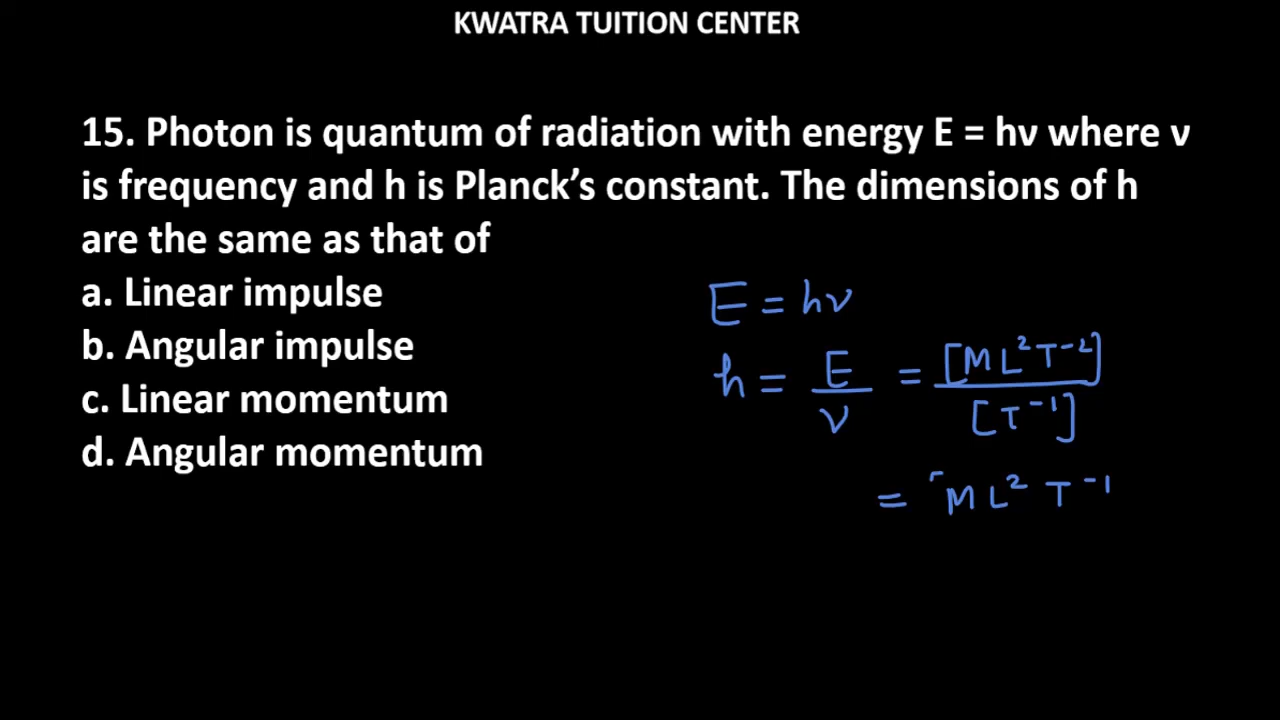 KWATRA TUITION CENTER
15. Photon is quantum of radiation with energy E = hν where ν
is frequency and h is Planck’s constant. The dimensions of h
are the same as that of
a. Linear impulse
b. Angular impulse
c. Linear momentum
d. Angular momentum
E = hν
h = E/ν = [ML²T⁻²]/[T⁻¹]
= ⌜ML²T⁻¹